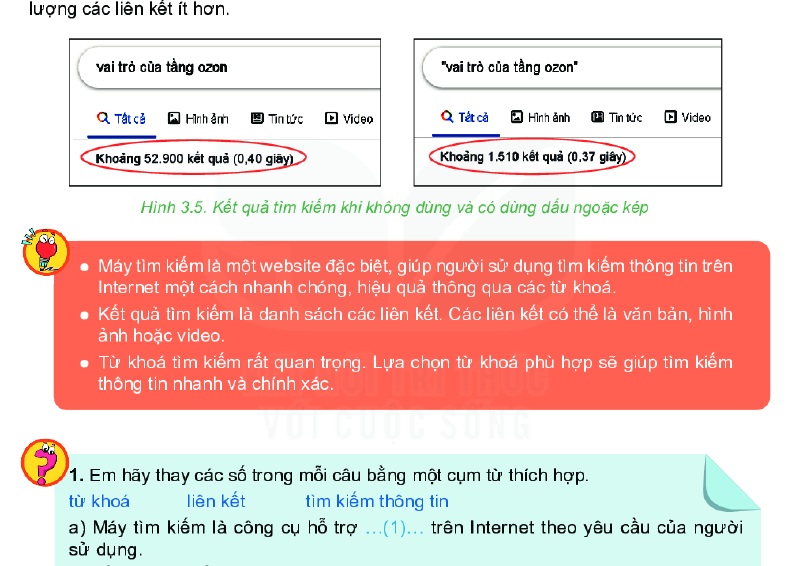 lượng các liên kết ít hơn.
vai trò của tầng ozon
Tất cả Hình ảnh Tin tức Video
Khoảng 52.900 kết quả (0,40 giây)
"vai trò của tầng ozon"
Tất cả Hình ảnh Tin tức Video
Khoảng 1.510 kết quả (0,37 giây)
Hình 3.5. Kết quả tìm kiếm khi không dùng và có dùng dấu ngoặc kép
• Máy tìm kiếm là một website đặc biệt, giúp người sử dụng tìm kiếm thông tin trên
Internet một cách nhanh chóng, hiệu quả thông qua các từ khoá.
• Kết quả tìm kiếm là danh sách các liên kết. Các liên kết có thể là văn bản, hình
ảnh hoặc video.
• Từ khoá tìm kiếm rất quan trọng. Lựa chọn từ khoá phù hợp sẽ giúp tìm kiếm
thông tin nhanh và chính xác.
VỚI CUỘC SỐNG
1. Em hãy thay các số trong mỗi câu bằng một cụm từ thích hợp.
từ khoá liên kết tìm kiếm thông tin
a) Máy tìm kiếm là công cụ hỗ trợ ...(1)... trên Internet theo yêu cầu của người
sử dụng.